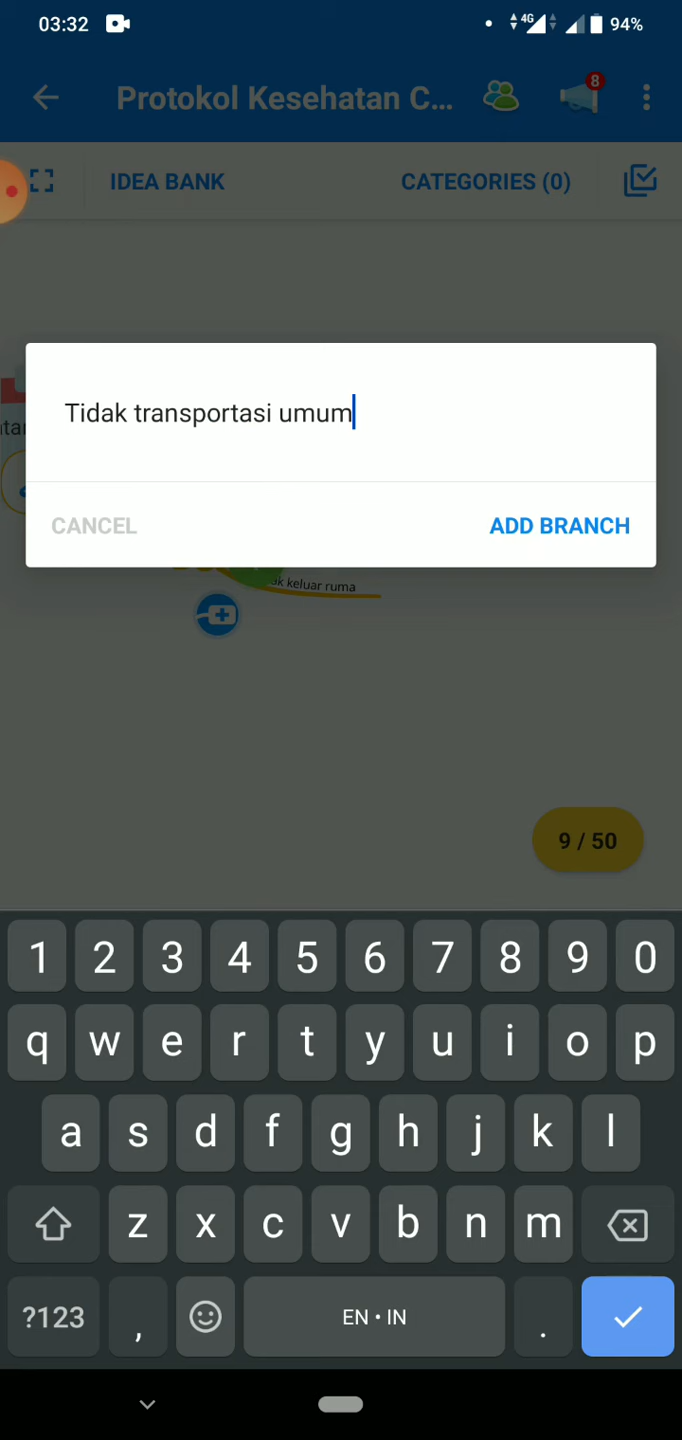 03:32
4G
94%
Protokol Kesehatan C...
8
IDEA BANK
CATEGORIES (0)
Tidak transportasi umum
CANCEL
ADD BRANCH
keluar ruma
9 / 50
1 2 3 4 5 6 7 8 9 0
q w e r t y u i o p
a s d f g h j k l
z x c v b n m
?123 , EN • IN .